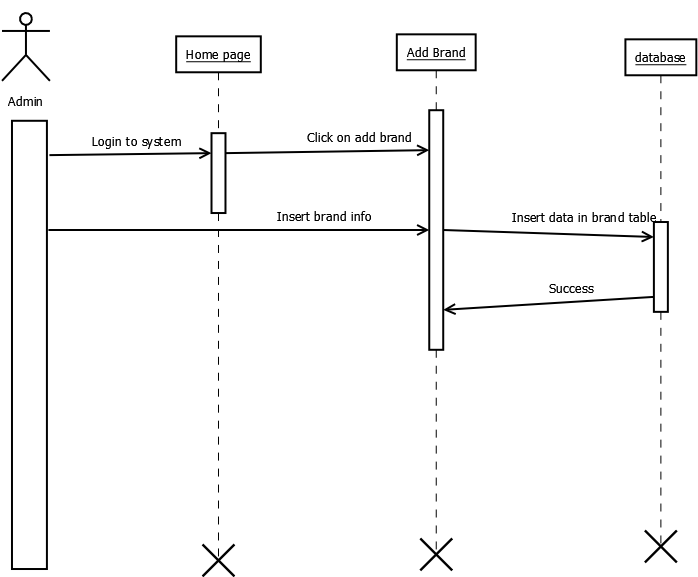 Home page
Add Brand
database
Admin
Login to system
Click on add brand
Insert brand info
Insert data in brand table
Success